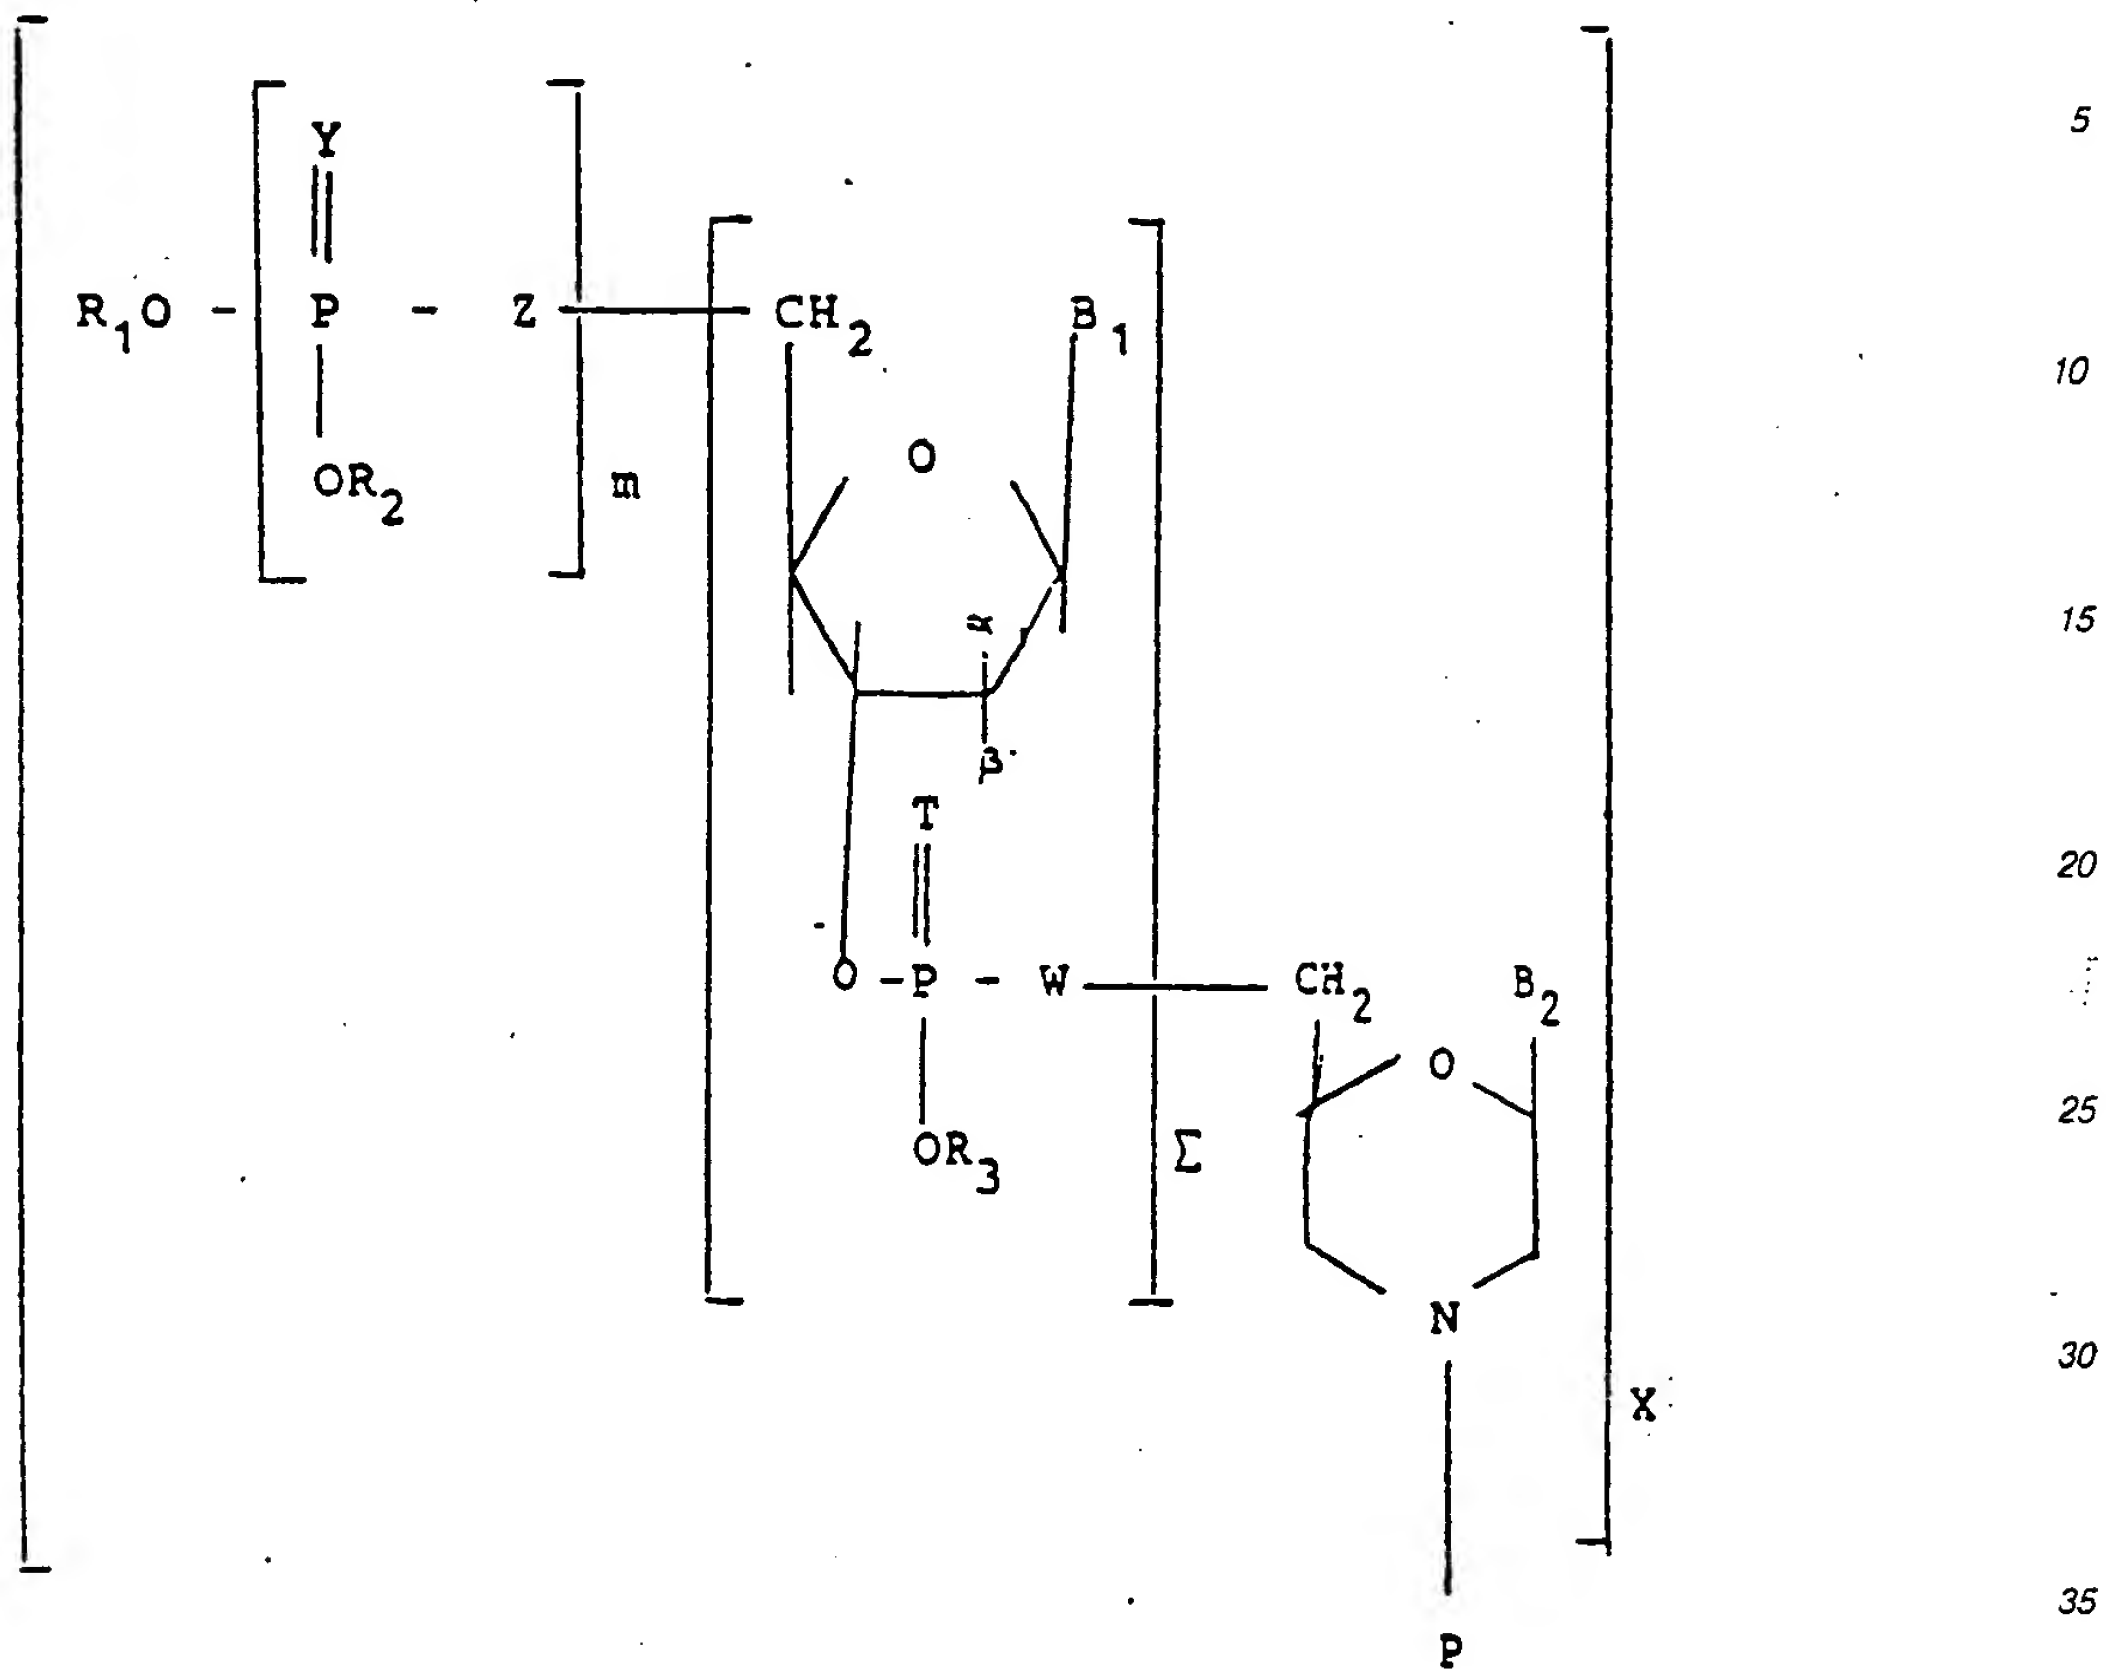 5
Y
R₁O - P - Z CH₂ B₁
10
O
OR₂ m
α
15
β
T
20
O - P - W CH₂ B₂
O
25
OR₃ Σ
N
30
X
35
P